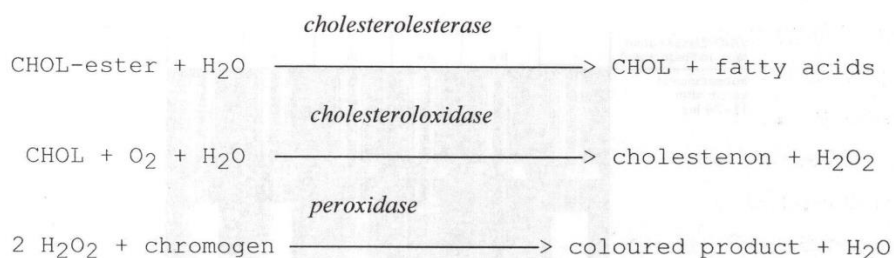 cholesterolesterase
CHOL-ester + H₂O ————————> CHOL + fatty acids
cholesteroloxidase
CHOL + O₂ + H₂O ————————> cholestenon + H₂O₂
peroxidase
2 H₂O₂ + chromogen ————————> coloured product + H₂O